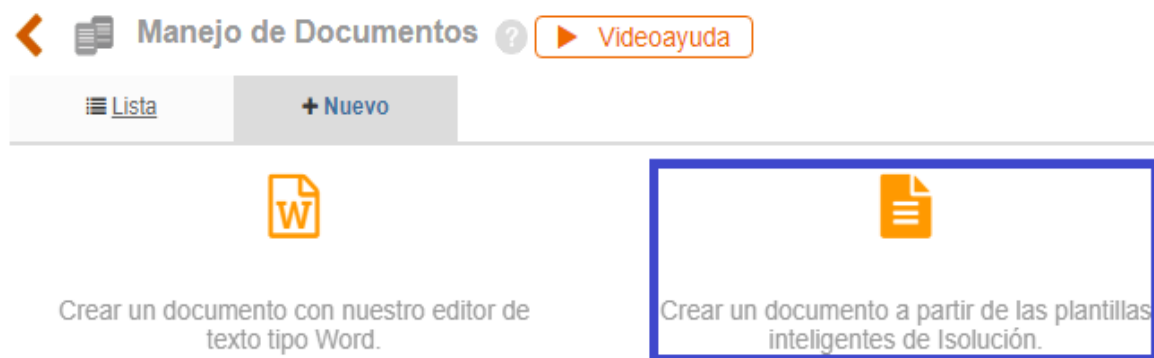 Manejo de Documentos ? Videoayuda
Lista + Nuevo
W
Crear un documento con nuestro editor de
texto tipo Word.
Crear un documento a partir de las plantillas
inteligentes de Isolución.